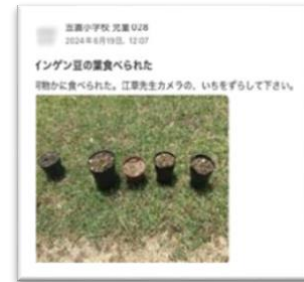 当麻小学校 児童028
2024年6月19日, 12:07
インゲン豆の葉食べられた
何物かに食べられた。江草先生カメラの、いちをずらして下さい。